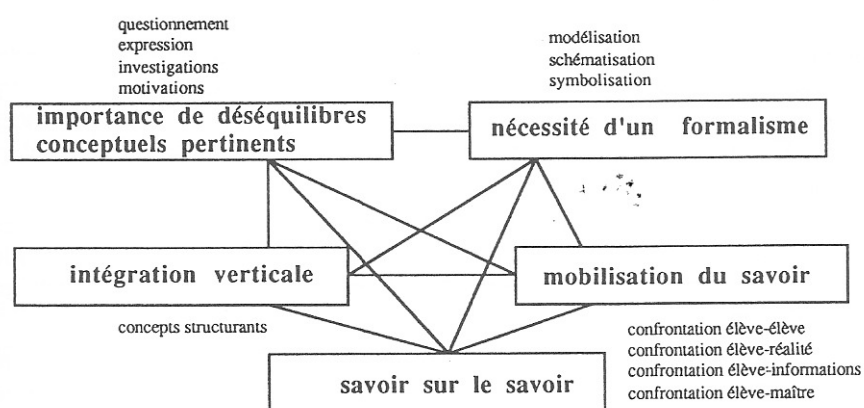 questionnement
expression
investigations
motivations
importance de déséquilibres
conceptuels pertinents
modélisation
schématisation
symbolisation
nécessité d'un formalisme
intégration verticale
concepts structurants
mobilisation du savoir
confrontation élève-élève
confrontation élève-réalité
confrontation élève-informations
confrontation élève-maître
savoir sur le savoir